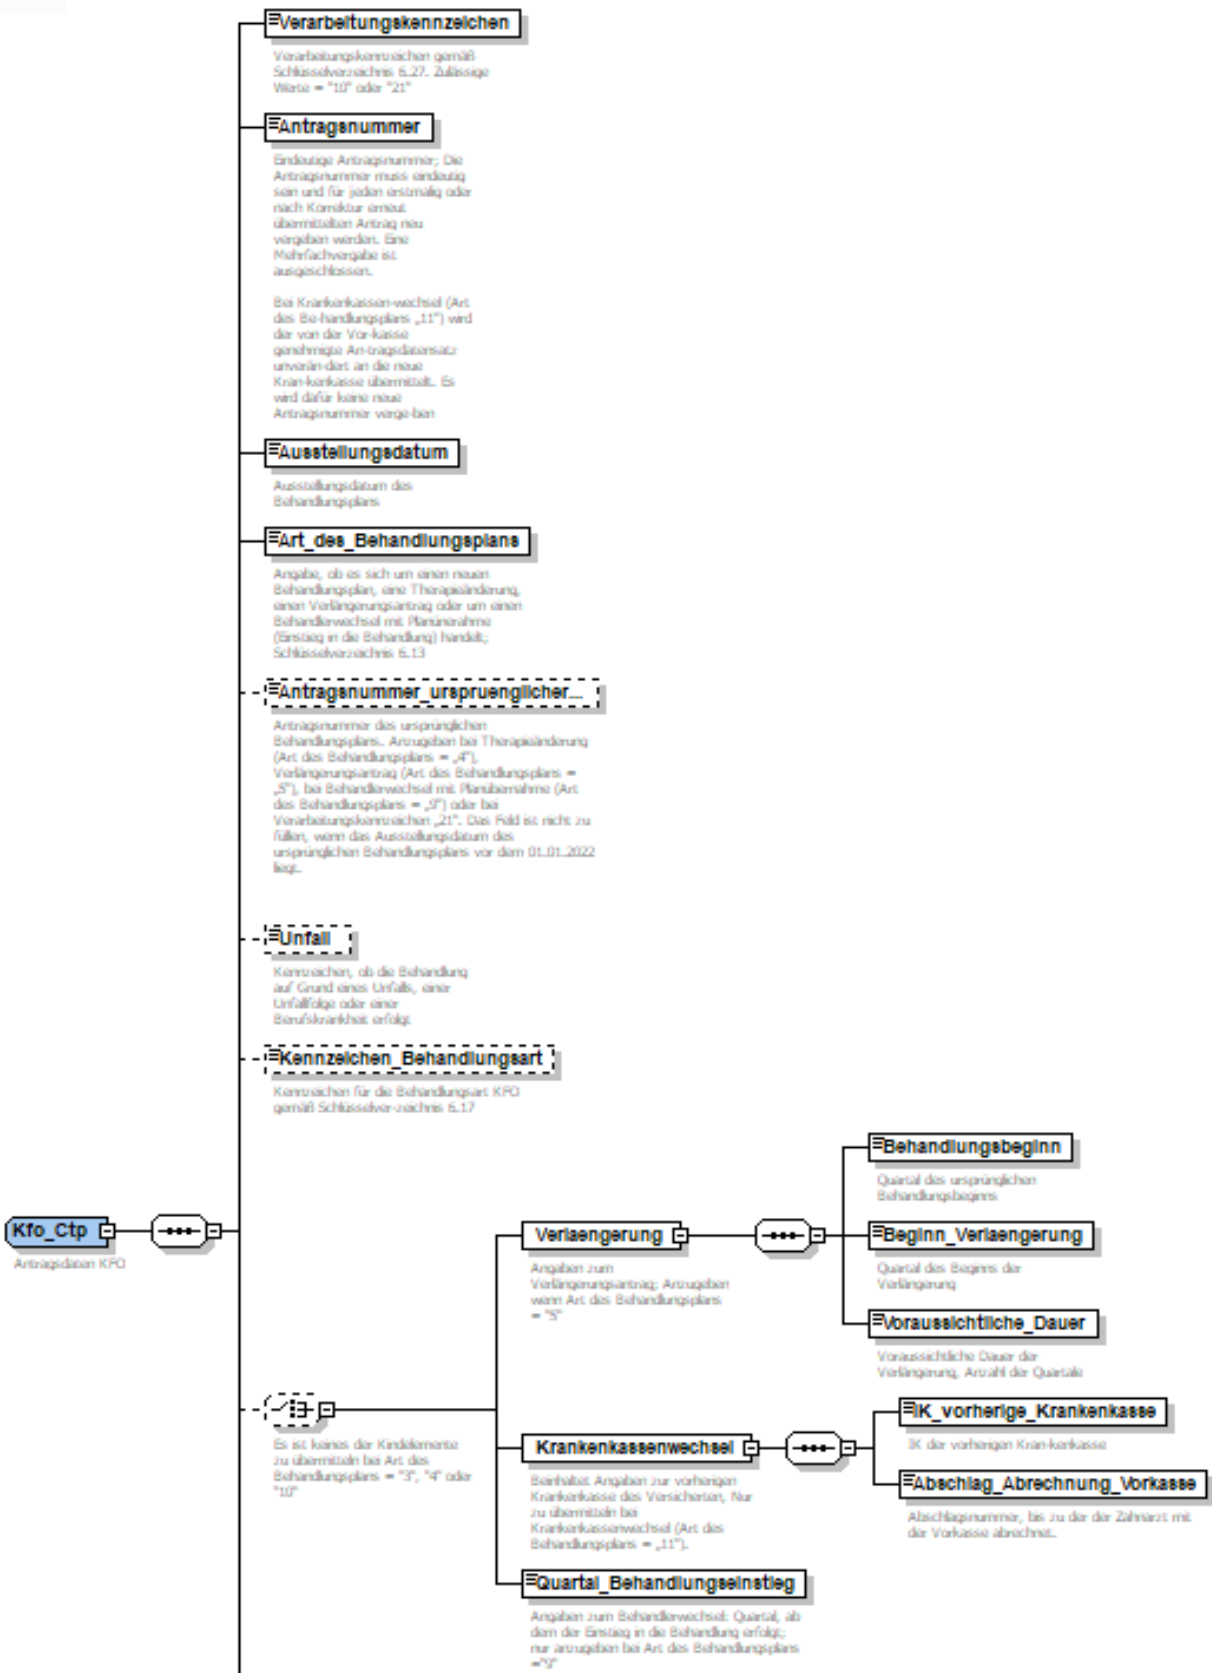 Verarbeitungskennzeichen
Verarbeitungskennzeichen gemäß
Schlüsselverzeichnis 6.27. Zulässige
Werte = "10" oder "21"
Antragsnummer
Eindeutige Antragsnummer; Die
Antragsnummer muss eindeutig
sein und für jeden erstmalig oder
nach Korrektur erneut
übermittelten Antrag neu
vergeben werden. Eine
Mehrfachvergabe ist
ausgeschlossen.
Bei Krankenkassen-wechsel (Art
des Be-handlungsplans „11") wird
der von der Vor-kasse
genehmigte An-tragsdatensatz
unverän-dert an die neue
Kran-kenkasse übermittelt. Es
wird dafür keine neue
Antragsnummer verge-ben
Ausstellungsdatum
Ausstellungsdatum des
Behandlungsplans
Art_des_Behandlungsplans
Angabe, ob es sich um einen neuen
Behandlungsplan, eine Therapieänderung,
einen Verlängerungsantrag oder um einen
Behandlerwechsel mit
(Einstieg in die Behandlung) handelt;
Schlüsselverzeichnis 6.13
Antragsnummer_urspruenglicher...
Antragsnummer des ursprünglichen
Behandlungsplans. Anzugeben bei Therapieänderung
(Art des Behandlungsplans = „4"),
Verlängerungsantrag (Art des Behandlungsplans =
„5"), bei Behandlerwechsel mit Planübernahme (Art
des Behandlungsplans = „9") oder bei
Verarbeitungskennzeichen „21". Das Feld ist nicht zu
füllen, wenn das Ausstellungsdatum des
ursprünglichen Behandlungsplans vor dem 01.01.2022
liegt.
Unfall
Kennzeichen, ob die Behandlung
auf Grund eines Unfalls, einer
Unfallfolge oder einer
Berufskrankheit erfolgt
Kennzeichen_Behandlungsart
Kennzeichen für die Behandlungsart KFO
gemäß Schlüsselver-zeichnis 6.17
Kfo_Ctp
Antragsdaten KFO
Es ist keines der Kindelemente
zu übermitteln bei Art des
Behandlungsplans = "3", "4" oder
"10"
Verlaengerung
Angaben zum
Verlängerungsantrag; Anzugeben
wenn Art des Behandlungsplans
= "5"
Behandlungsbeginn
Quartal des ursprünglichen
Behandlungsbeginns
Beginn_Verlaengerung
Quartal des Beginns der
Verlängerung
Voraussichtliche_Dauer
Voraussichtliche Dauer der
Verlängerung, Anzahl der Quartale
Krankenkassenwechsel
Beinhaltet Angaben zur vorherigen
Krankenkasse des Versicherten, Nur
zu übermitteln bei
Krankenkassenwechsel (Art des
Behandlungsplans = „11").
IK_vorherige_Krankenkasse
IK der vorherigen Kran-kenkasse
Abschlag_Abrechnung_Vorkasse
Abschlagsnummer, bis zu der der Zahnarzt mit
der Vorkasse abrechnet.
Quartal_Behandlungseinstieg
Angaben zum Behandlerwechsel: Quartal, ab
dem der Einstieg in die Behandlung erfolgt;
nur anzugeben bei Art des Behandlungsplans
="9"